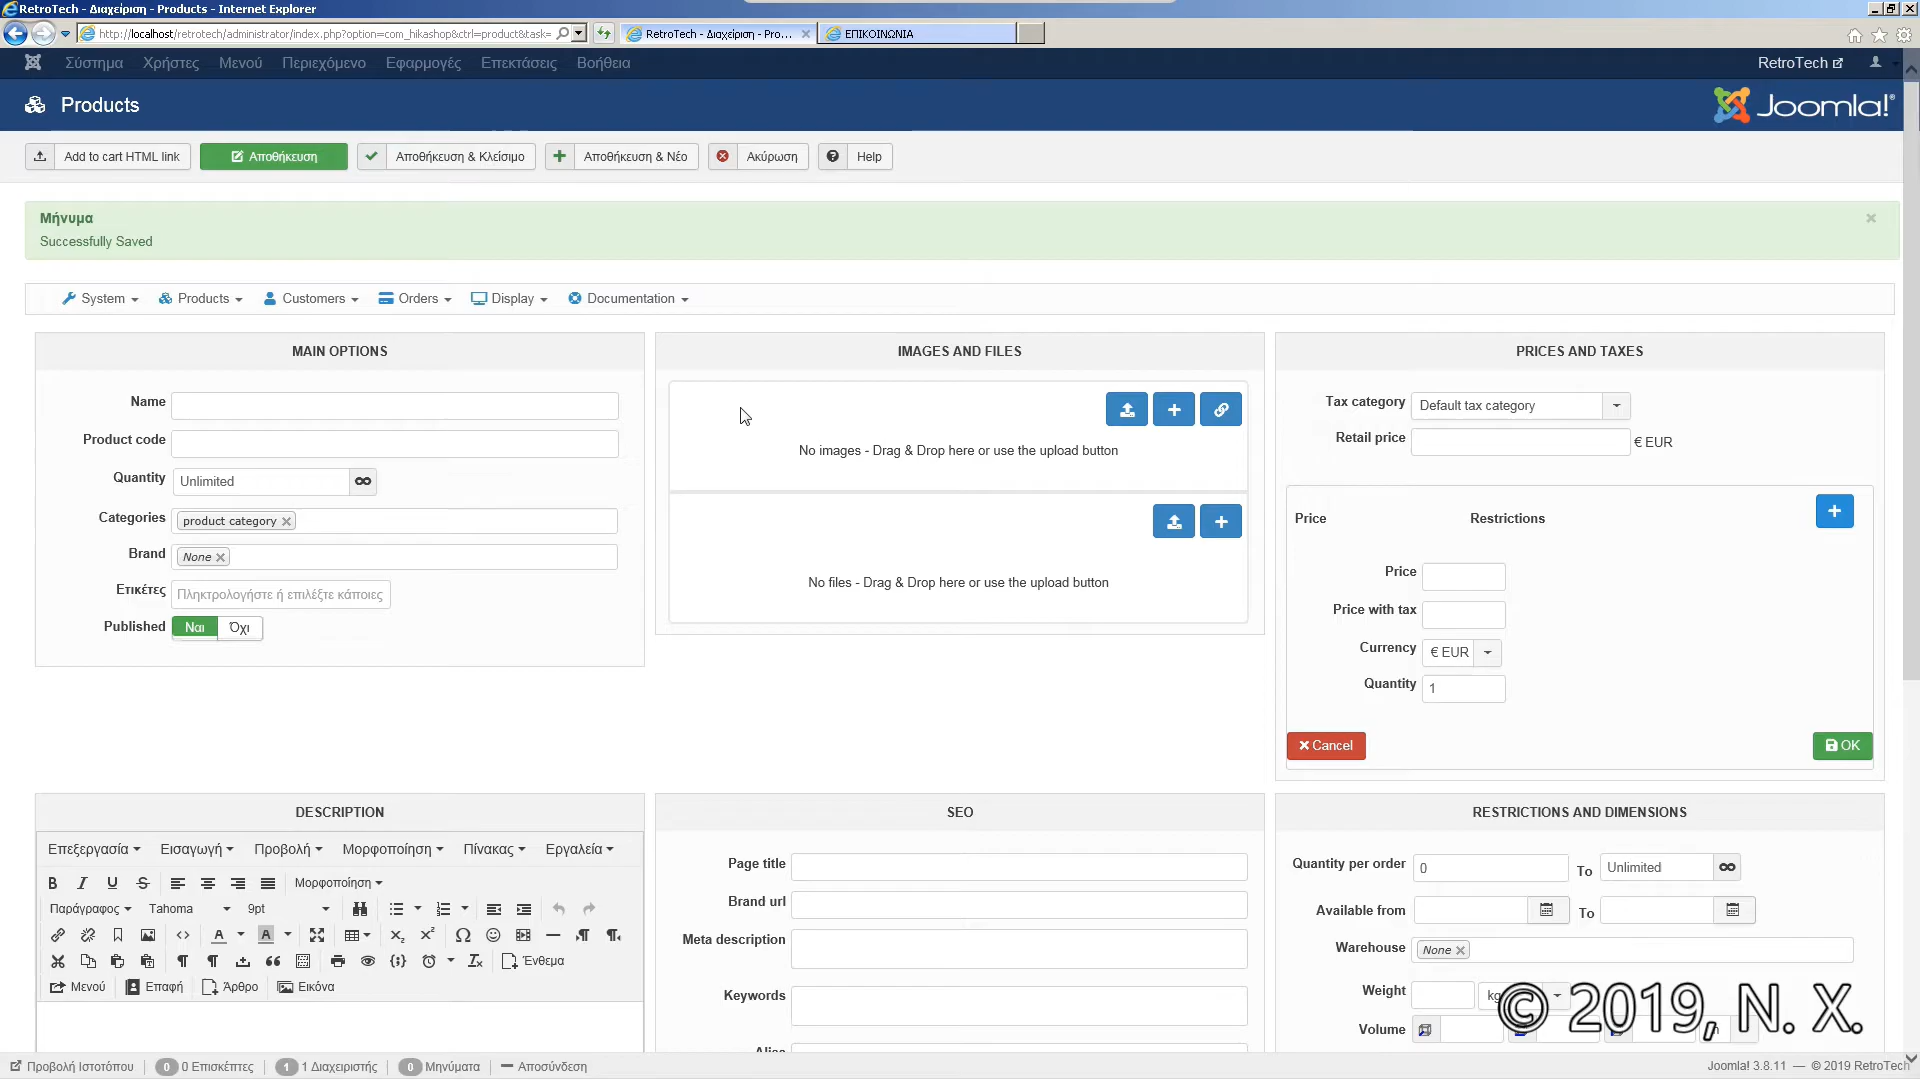 RetroTech - Διαχείριση - Products - Internet Explorer
http://localhost/retrotech/administrator/index.php?option=com_hikashop&ctrl=product&task=
RetroTech - Διαχείριση - Pro...
ΕΠΙΚΟΙΝΩΝΙΑ
Σύστημα Χρήστες Μενού Περιεχόμενο Εφαρμογές Επεκτάσεις Βοήθεια
RetroTech
Products
Joomla!®
Add to cart HTML link
Αποθήκευση
Αποθήκευση & Κλείσιμο
Αποθήκευση & Νέο
Ακύρωση
Help
Μήνυμα
Successfully Saved
System Products Customers Orders Display Documentation
MAIN OPTIONS
Name
Product code
Quantity Unlimited
Categories product category
Brand None
Ετικέτες Πληκτρολογήστε ή επιλέξτε κάποιες
Published Ναι Όχι
IMAGES AND FILES
No images - Drag & Drop here or use the upload button
No files - Drag & Drop here or use the upload button
PRICES AND TAXES
Tax category Default tax category
Retail price € EUR
Price Restrictions
Price
Price with tax
Currency € EUR
Quantity 1
Cancel OK
DESCRIPTION
Επεξεργασία Εισαγωγή Προβολή Μορφοποίηση Πίνακας Εργαλεία
B I U S Μορφοποίηση
Παράγραφος Tahoma 9pt
Ένθεμα
Μενού Επαφή Άρθρο Εικόνα
SEO
Page title
Brand url
Meta description
Keywords
Alias
RESTRICTIONS AND DIMENSIONS
Quantity per order 0 To Unlimited
Available from To
Warehouse None
Weight
Volume
© 2019, N. X.
Προβολή Ιστοτόπου 0 0 Επισκέπτες 1 1 Διαχειριστής 0 Μηνύματα Αποσύνδεση
Joomla! 3.8.11 — © 2019 RetroTech